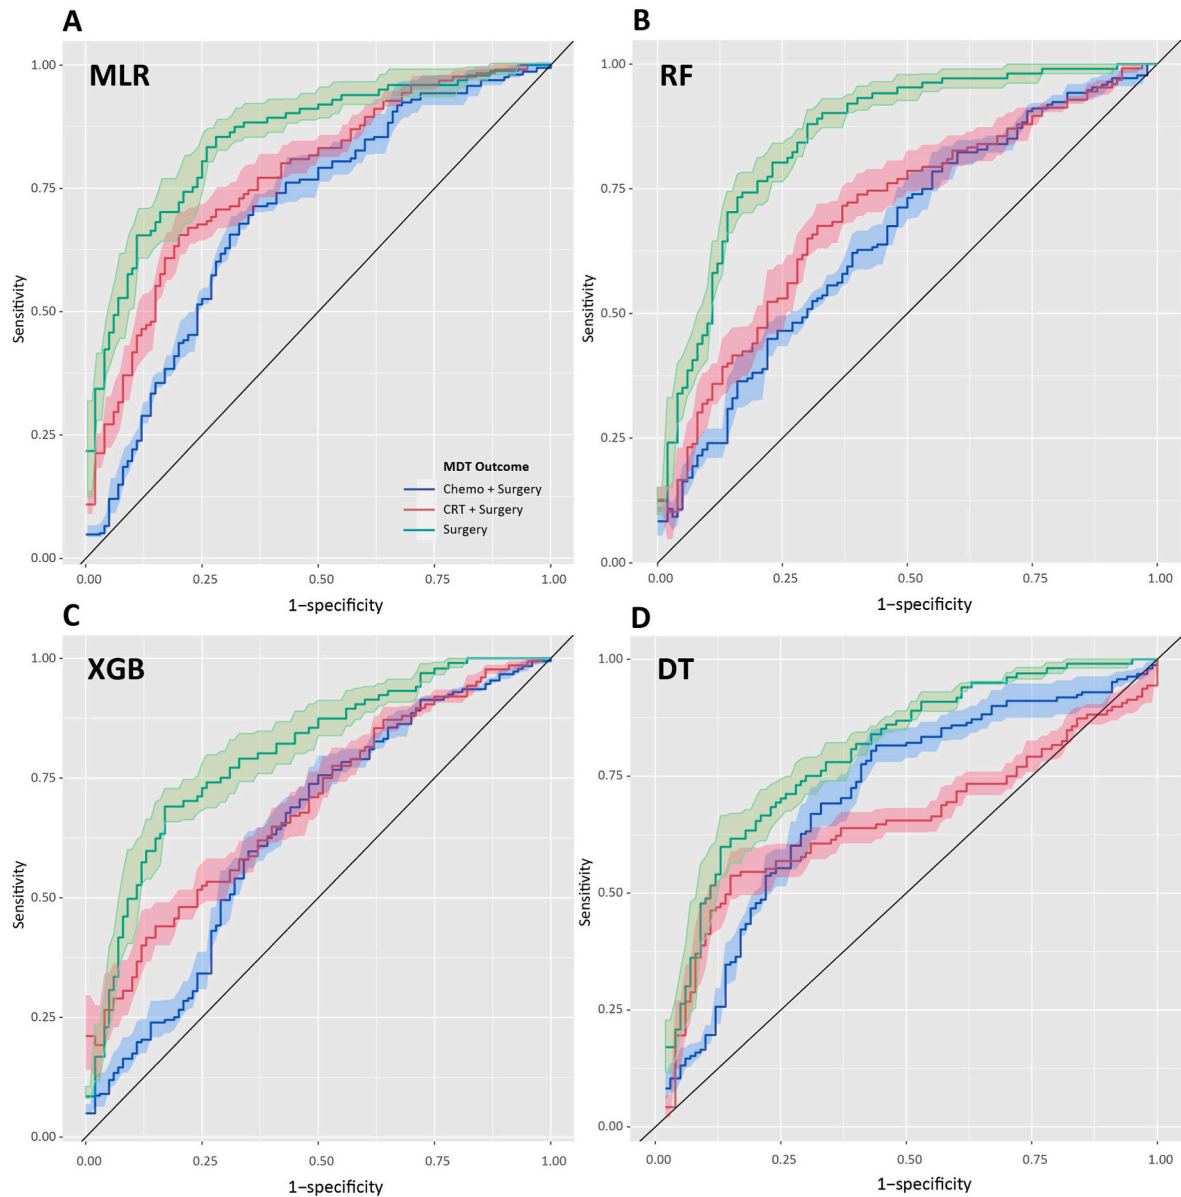 A
MLR
1.00
0.75
0.50
0.25
0.00
Sensitivity
MDT Outcome
Chemo + Surgery
CRT + Surgery
Surgery
0.00 0.25 0.50 0.75 1.00
1−specificity
B
RF
1.00
0.75
0.50
0.25
0.00
Sensitivity
0.00 0.25 0.50 0.75 1.00
1−specificity
C
XGB
1.00
0.75
0.50
0.25
0.00
Sensitivity
0.00 0.25 0.50 0.75 1.00
1−specificity
D
DT
1.00
0.75
0.50
0.25
0.00
Sensitivity
0.00 0.25 0.50 0.75 1.00
1−specificity